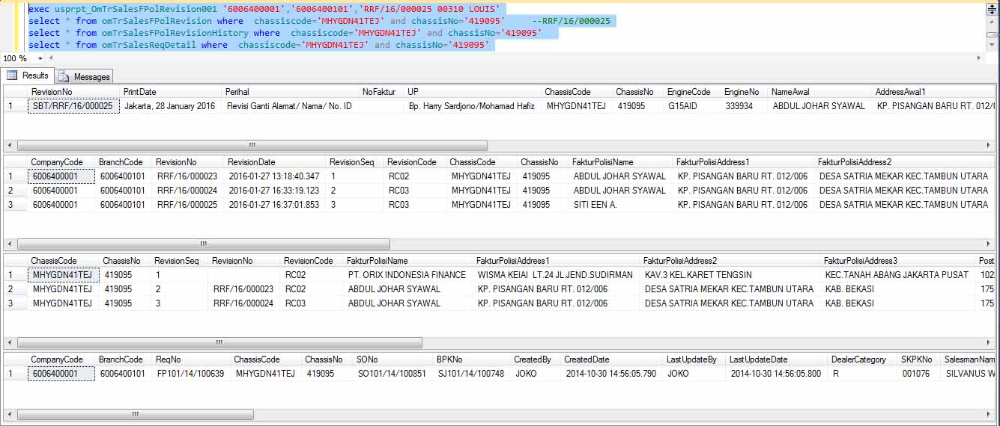 exec usprpt_OmTrSalesFPolRevision001 '6006400001','6006400101','RRF/16/000025 00310 LOUIS'
select * from omTrSalesFPolRevision where  chassiscode='MHYGDN41TEJ' and chassisNo='419095'     --RRF/16/000025
select * from omTrSalesFPolRevisionHistory where  chassiscode='MHYGDN41TEJ' and chassisNo='419095'
select * from omTrSalesReqDetail where  chassiscode='MHYGDN41TEJ' and chassisNo='419095'
100 %
Results Messages
RevisionNo PrintDate Perihal NoFaktur UP ChassisCode ChassisNo EngineCode EngineNo NameAwal AddressAwal1
1 SBT/RRF/16/000025 Jakarta, 28 January 2016 Revisi Ganti Alamat/ Nama/ No. ID Bp. Harry Sardjono/Mohamad Hafiz MHYGDN41TEJ 419095 G15AID 339934 ABDUL JOHAR SYAWAL KP. PISANGAN BARU RT. 012/
CompanyCode BranchCode RevisionNo RevisionDate RevisionSeq RevisionCode ChassisCode ChassisNo FakturPolisiName FakturPolisiAddress1 FakturPolisiAddress2
1 6006400001 6006400101 RRF/16/000023 2016-01-27 13:18:40.347 1 RC02 MHYGDN41TEJ 419095 ABDUL JOHAR SYAWAL KP. PISANGAN BARU RT. 012/006 DESA SATRIA MEKAR KEC.TAMBUN UTARA
2 6006400001 6006400101 RRF/16/000024 2016-01-27 16:33:19.123 2 RC03 MHYGDN41TEJ 419095 ABDUL JOHAR SYAWAL KP. PISANGAN BARU RT. 012/006 DESA SATRIA MEKAR KEC.TAMBUN UTARA
3 6006400001 6006400101 RRF/16/000025 2016-01-27 16:37:01.853 3 RC03 MHYGDN41TEJ 419095 SITI EEN A. KP. PISANGAN BARU RT. 012/006 DESA SATRIA MEKAR KEC.TAMBUN UTARA
ChassisCode ChassisNo RevisionSeq RevisionNo RevisionCode FakturPolisiName FakturPolisiAddress1 FakturPolisiAddress2 FakturPolisiAddress3 Post
1 MHYGDN41TEJ 419095 1 RC02 PT. ORIX INDONESIA FINANCE WISMA KEIAI  LT.24 JL.JEND.SUDIRMAN KAV.3 KEL.KARET TENGSIN KEC.TANAH ABANG JAKARTA PUSAT 102
2 MHYGDN41TEJ 419095 2 RRF/16/000023 RC02 ABDUL JOHAR SYAWAL KP. PISANGAN BARU RT. 012/006 DESA SATRIA MEKAR KEC.TAMBUN UTARA KAB. BEKASI 175
3 MHYGDN41TEJ 419095 3 RRF/16/000024 RC03 ABDUL JOHAR SYAWAL KP. PISANGAN BARU RT. 012/006 DESA SATRIA MEKAR KEC.TAMBUN UTARA KAB. BEKASI 175
CompanyCode BranchCode ReqNo ChassisCode ChassisNo SONo BPKNo CreatedBy CreatedDate LastUpdateBy LastUpdateDate DealerCategory SKPKNo SalesmanNam
1 6006400001 6006400101 FP101/14/100639 MHYGDN41TEJ 419095 SO101/14/100851 SJ101/14/100748 JOKO 2014-10-30 14:56:05.790 JOKO 2014-10-30 14:56:05.800 R 001076 SILVANUS W